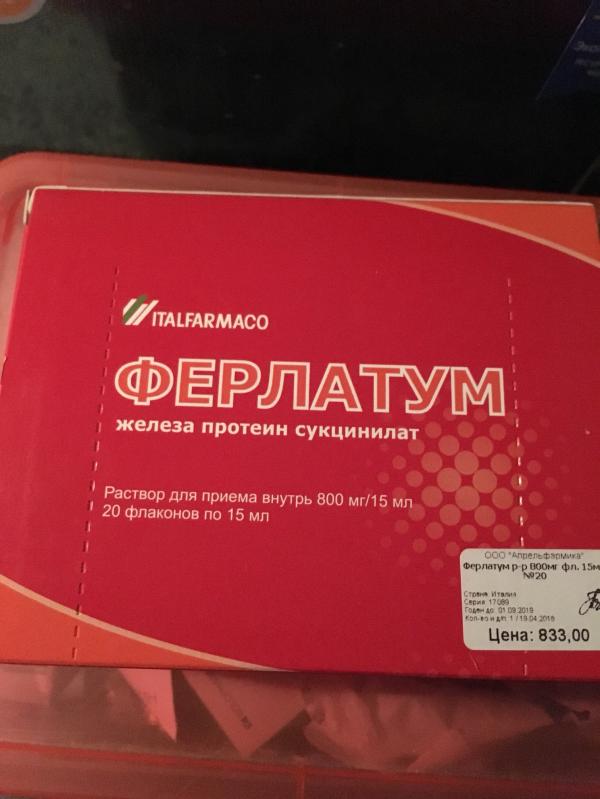 ITALFARMACO
ФЕРЛАТУМ
железа протеин сукцинилат
Раствор для приема внутрь 800 мг/15 мл
20 флаконов по 15 мл
ООО "Апрельфармика"
Ферлатум р-р 800мг фл. 15м
№20
Страна: Италия
Серия: 17089
Годен до: 01.09.2019
Кол-во и дата: 1 / 19.04.2018
Цена: 833,00